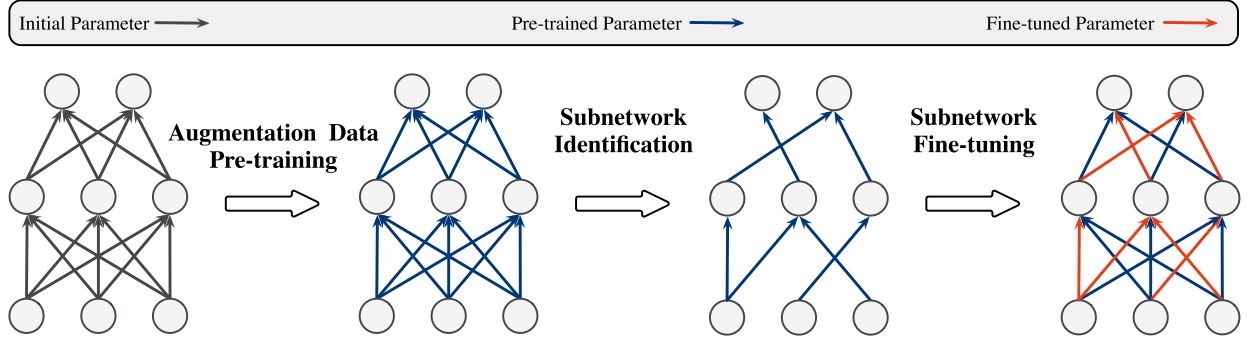 Initial Parameter
Pre-trained Parameter
Fine-tuned Parameter
Augmentation Data
Pre-training
Subnetwork
Identification
Subnetwork
Fine-tuning